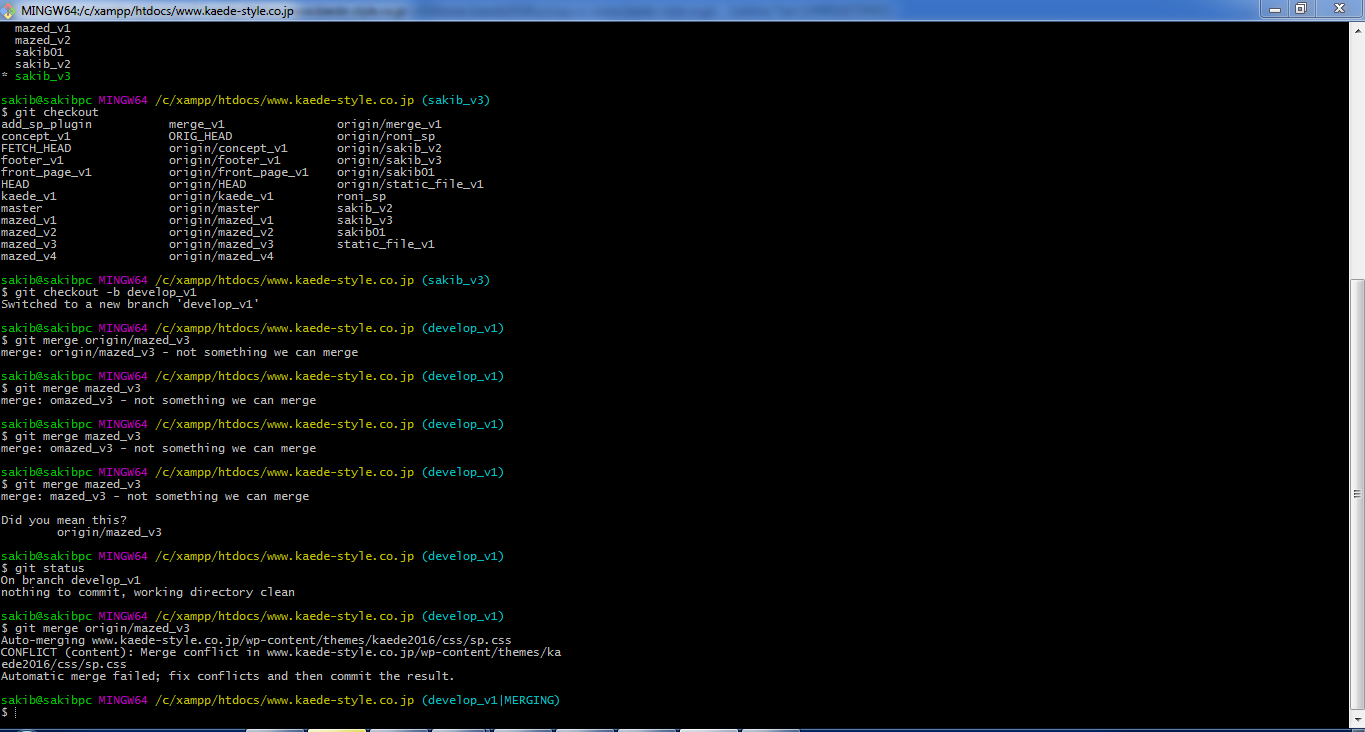 MINGW64:/c/xampp/htdocs/www.kaede-style.co.jp
mazed_v1
mazed_v2
sakib01
sakib_v2
* sakib_v3
sakib@sakibpc MINGW64 /c/xampp/htdocs/www.kaede-style.co.jp (sakib_v3)
$ git checkout
add_sp_plugin merge_v1 origin/merge_v1
concept_v1 ORIG_HEAD origin/roni_sp
FETCH_HEAD origin/concept_v1 origin/sakib_v2
footer_v1 origin/footer_v1 origin/sakib_v3
front_page_v1 origin/front_page_v1 origin/sakib01
HEAD origin/HEAD origin/static_file_v1
kaede_v1 origin/kaede_v1 roni_sp
master origin/master sakib_v2
mazed_v1 origin/mazed_v1 sakib_v3
mazed_v2 origin/mazed_v2 sakib01
mazed_v3 origin/mazed_v3 static_file_v1
mazed_v4 origin/mazed_v4
sakib@sakibpc MINGW64 /c/xampp/htdocs/www.kaede-style.co.jp (sakib_v3)
$ git checkout -b develop_v1
Switched to a new branch 'develop_v1'
sakib@sakibpc MINGW64 /c/xampp/htdocs/www.kaede-style.co.jp (develop_v1)
$ git merge origin/mazed_v3
merge: origin/mazed_v3 - not something we can merge
sakib@sakibpc MINGW64 /c/xampp/htdocs/www.kaede-style.co.jp (develop_v1)
$ git merge mazed_v3
merge: omazed_v3 - not something we can merge
sakib@sakibpc MINGW64 /c/xampp/htdocs/www.kaede-style.co.jp (develop_v1)
$ git merge mazed_v3
merge: omazed_v3 - not something we can merge
sakib@sakibpc MINGW64 /c/xampp/htdocs/www.kaede-style.co.jp (develop_v1)
$ git merge mazed_v3
merge: mazed_v3 - not something we can merge
Did you mean this?
origin/mazed_v3
sakib@sakibpc MINGW64 /c/xampp/htdocs/www.kaede-style.co.jp (develop_v1)
$ git status
On branch develop_v1
nothing to commit, working directory clean
sakib@sakibpc MINGW64 /c/xampp/htdocs/www.kaede-style.co.jp (develop_v1)
$ git merge origin/mazed_v3
Auto-merging www.kaede-style.co.jp/wp-content/themes/kaede2016/css/sp.css
CONFLICT (content): Merge conflict in www.kaede-style.co.jp/wp-content/themes/ka
ede2016/css/sp.css
Automatic merge failed; fix conflicts and then commit the result.
sakib@sakibpc MINGW64 /c/xampp/htdocs/www.kaede-style.co.jp (develop_v1|MERGING)
$